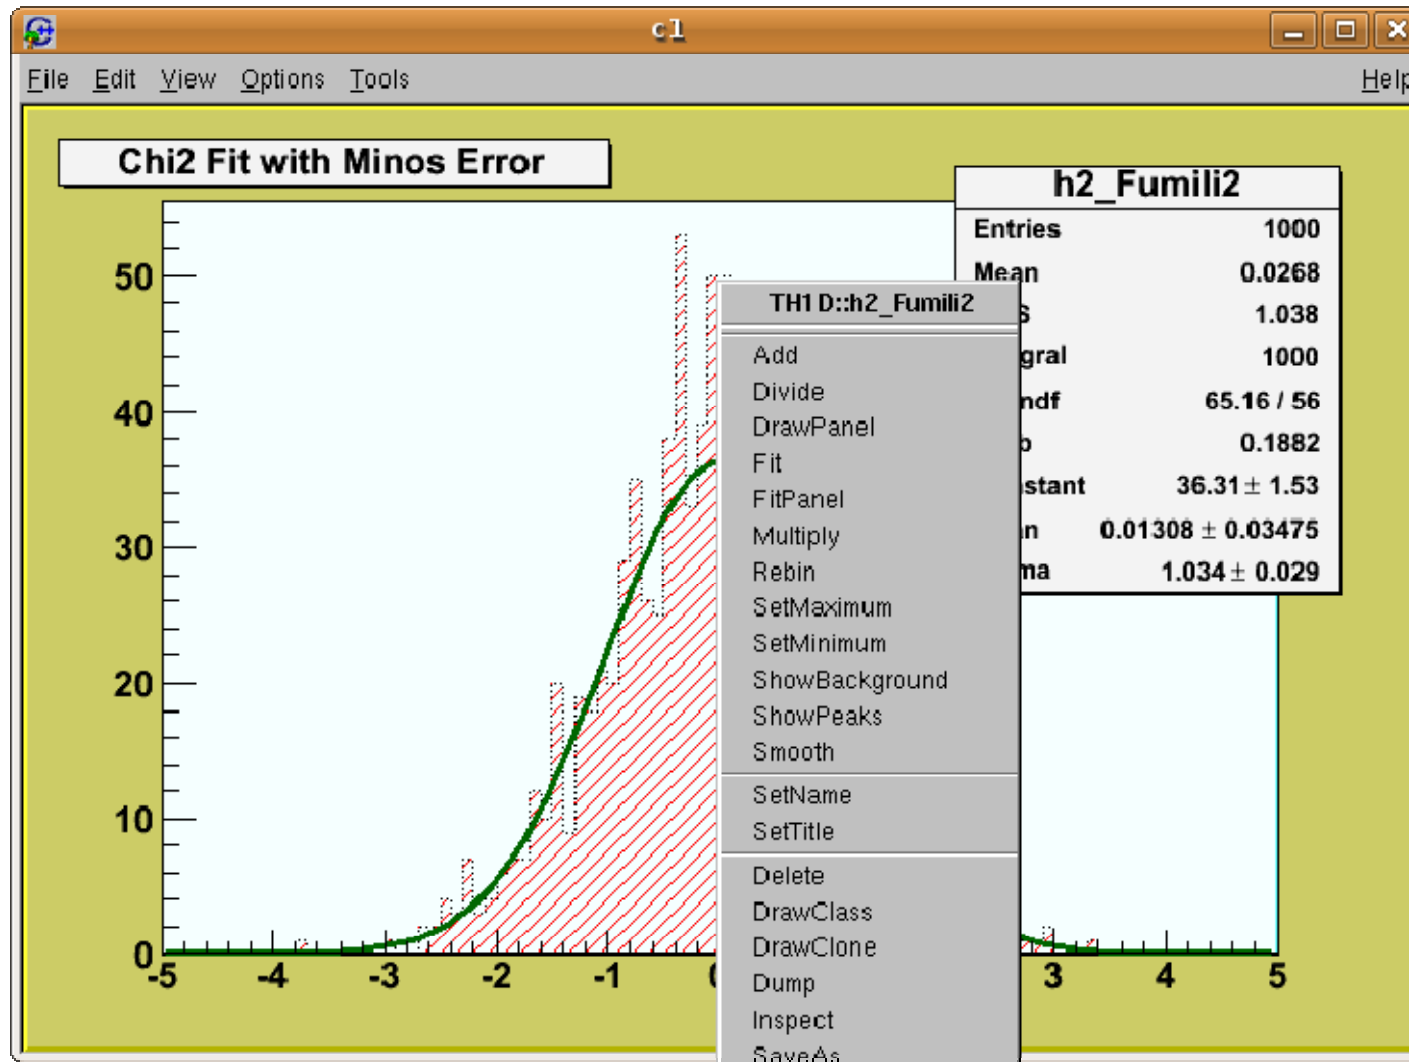 c1
File Edit View Options Tools Help
Chi2 Fit with Minos Error
h2_Fumili2
Entries 1000
Mean 0.0268
S 1.038
gral 1000
ndf 65.16 / 56
b 0.1882
stant 36.31 ± 1.53
n 0.01308 ± 0.03475
ma 1.034 ± 0.029
TH1D::h2_Fumili2
Add
Divide
DrawPanel
Fit
FitPanel
Multiply
Rebin
SetMaximum
SetMinimum
ShowBackground
ShowPeaks
Smooth
SetName
SetTitle
Delete
DrawClass
DrawClone
Dump
Inspect
SaveAs
50
40
30
20
10
0
-5 -4 -3 -2 -1 3 4 5